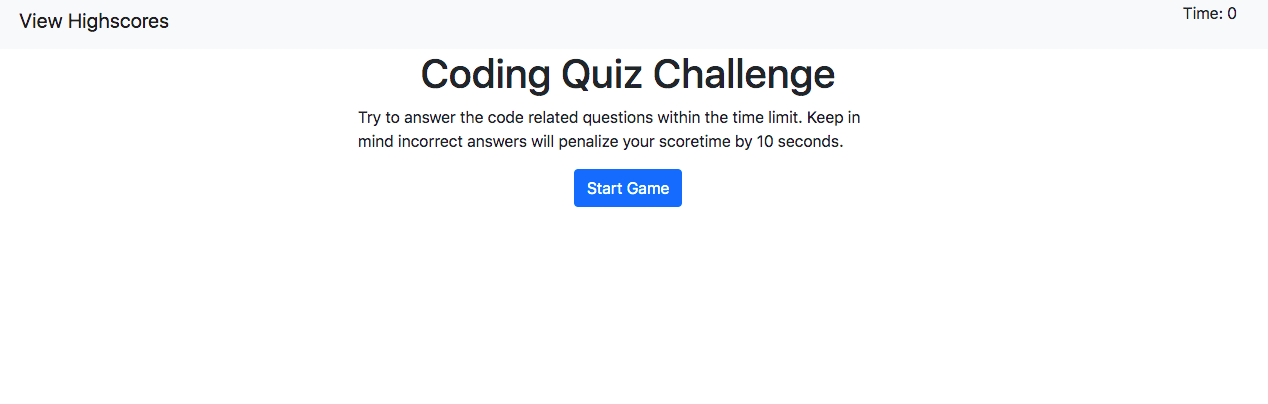 View Highscores
Time: 0
Coding Quiz Challenge
Try to answer the code related questions within the time limit. Keep in
mind incorrect answers will penalize your scoretime by 10 seconds.
Start Game